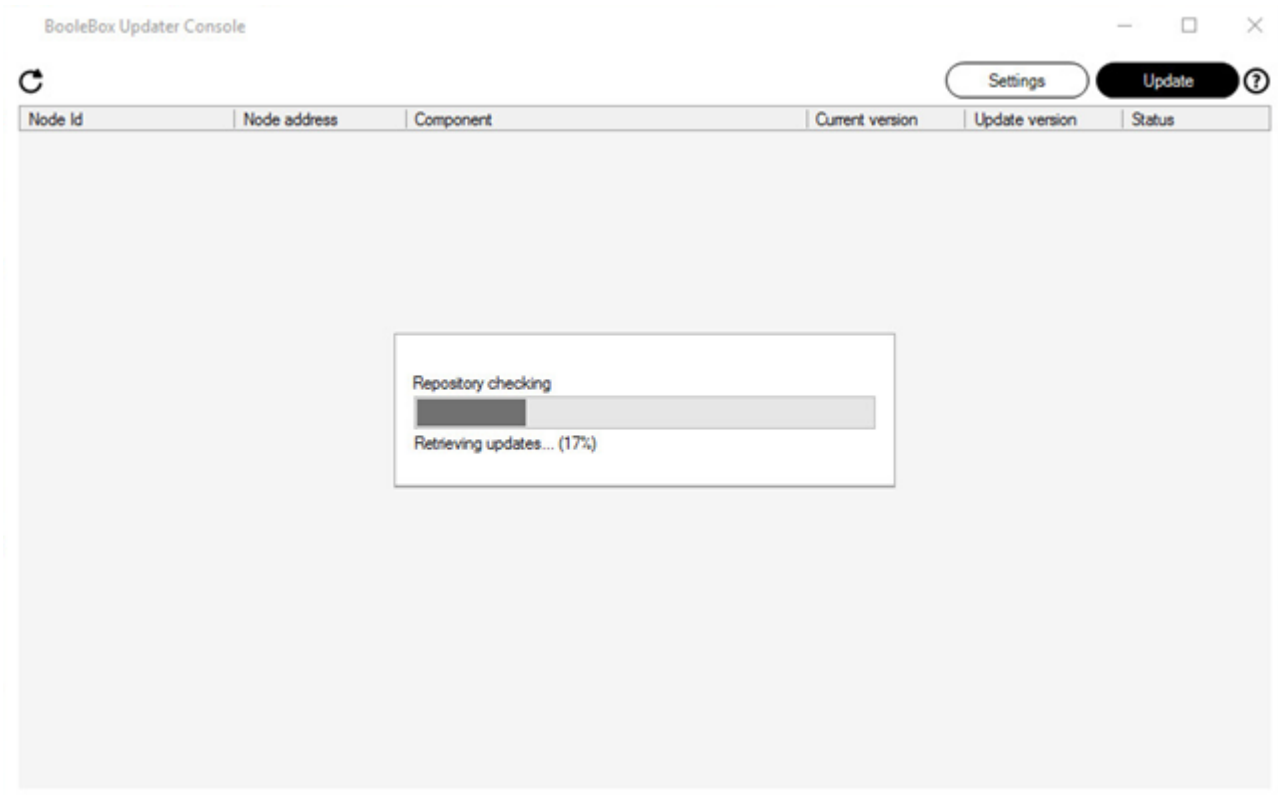 BooleBox Updater Console
Settings Update ?
Node Id Node address Component Current version Update version Status
Repository checking
Retrieving updates... (17%)